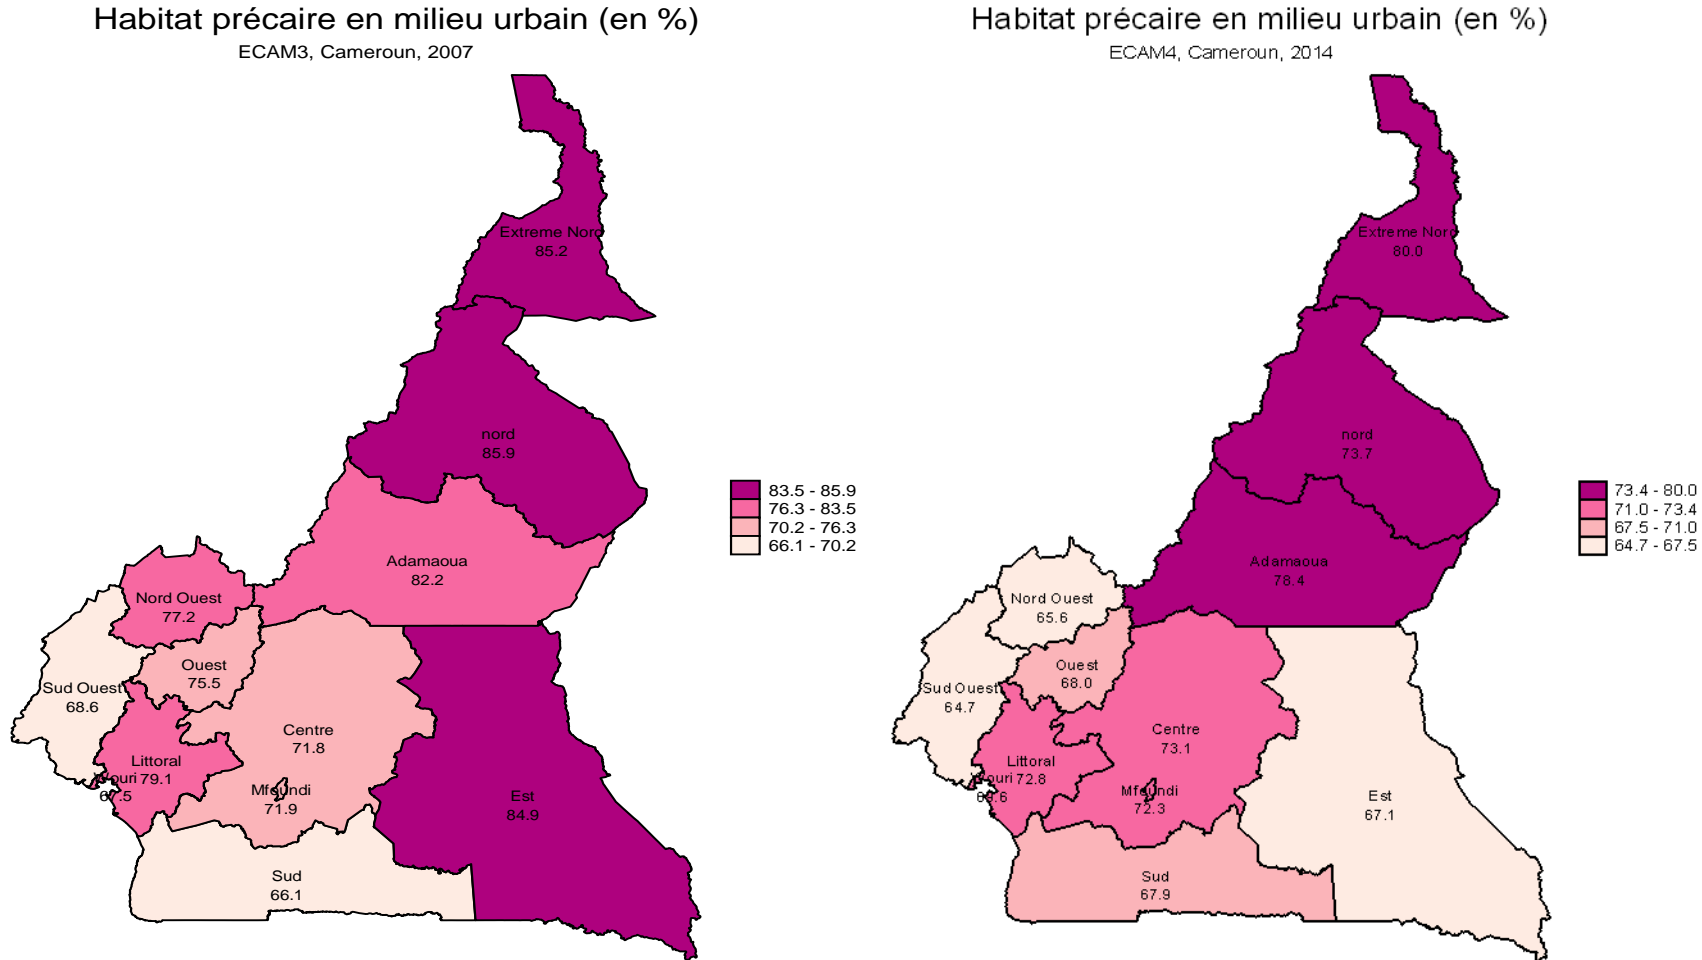 Habitat précaire en milieu urbain (en %)
ECAM3, Cameroun, 2007
Extreme Nord
85.2
nord
85.9
Adamaoua
82.2
Nord Ouest
77.2
Ouest
75.5
Sud Ouest
68.6
Centre
71.8
Littoral
79.1
Wouri
67.5
Mfoundi
71.9
Est
84.9
Sud
66.1
83.5 - 85.9
76.3 - 83.5
70.2 - 76.3
66.1 - 70.2
Habitat précaire en milieu urbain (en %)
ECAM4, Cameroun, 2014
Extreme Nord
80.0
nord
73.7
Adamaoua
78.4
Nord Ouest
65.6
Ouest
68.0
Sud Ouest
64.7
Centre
73.1
Littoral
72.8
Wouri
Mfoundi
72.3
Est
67.1
Sud
67.9
73.4 - 80.0
71.0 - 73.4
67.5 - 71.0
64.7 - 67.5